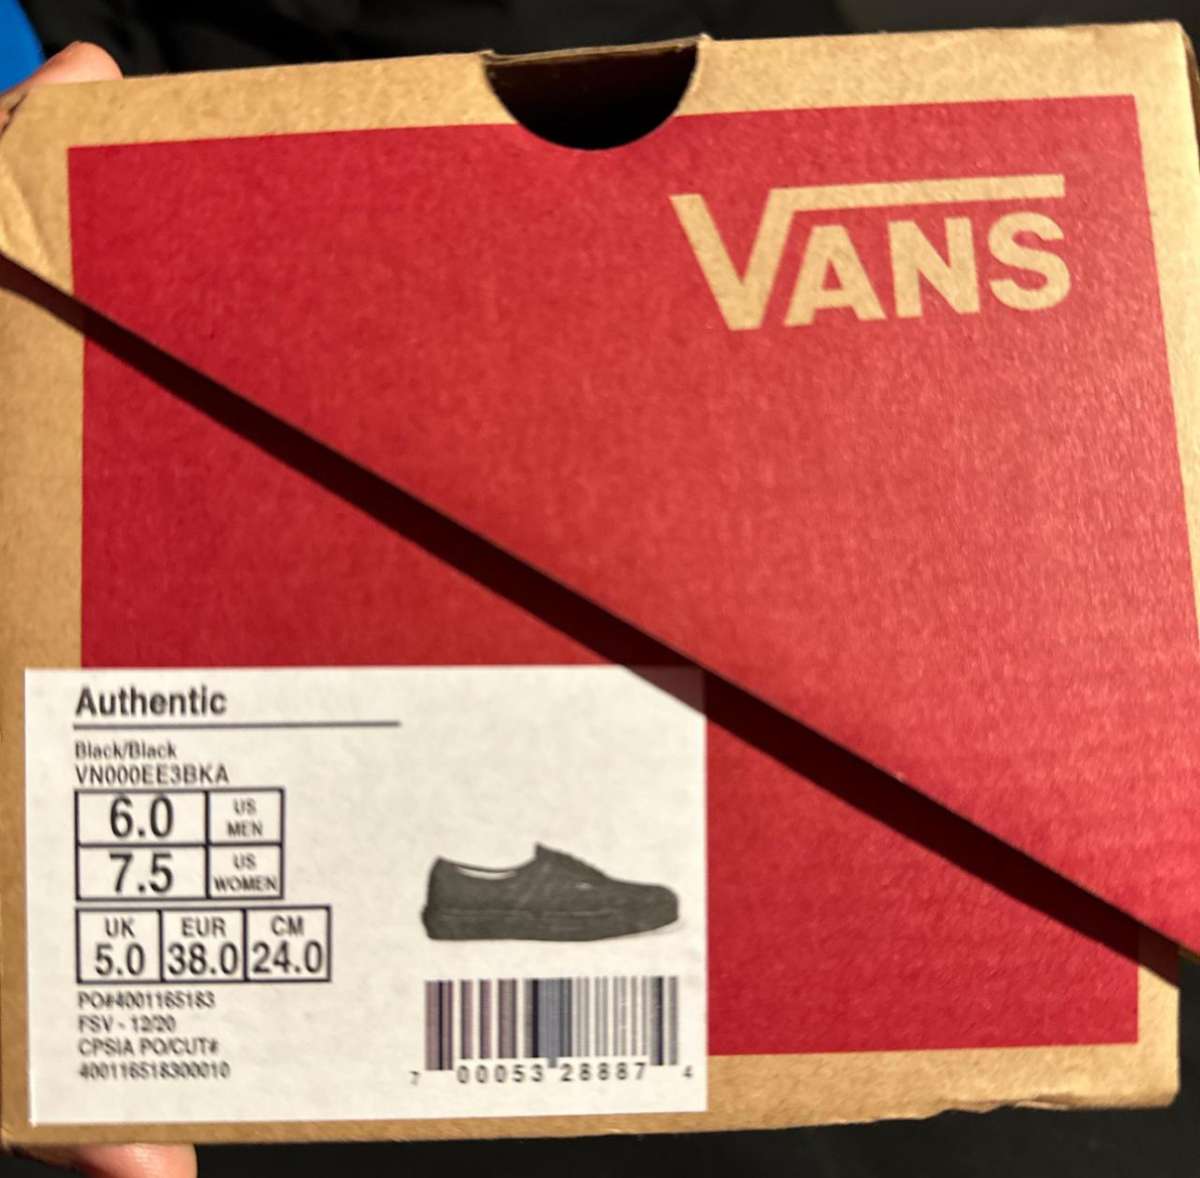 VANS
Authentic
Black/Black
VN000EE3BKA
6.0 US MEN
7.5 US WOMEN
UK EUR CM
5.0 38.0 24.0
PO#4001165183
FSV - 12/20
CPSIA PO/CUT#
400116518300010
7 00053 28887 4